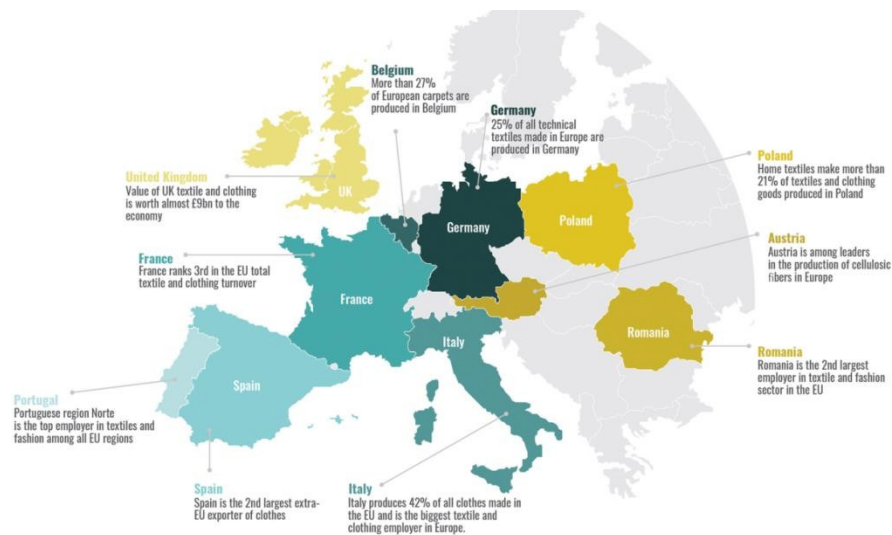 Belgium
More than 27%
of European carpets are
produced in Belgium
Germany
25% of all technical
textiles made in Europe are
produced in Germany
United Kingdom
Value of UK textile and clothing
is worth almost £9bn to the
economy
UK
Poland
Home textiles make more than
21% of textiles and clothing
goods produced in Poland
Poland
Germany
Austria
Austria is among leaders
in the production of cellulosic
fibers in Europe
France
France ranks 3rd in the EU total
textile and clothing turnover
France
Italy
Romania
Romania
Romania is the 2nd largest
employer in textile and fashion
sector in the EU
Spain
Portugal
Portuguese region Norte
is the top employer in textiles and
fashion among all EU regions
Spain
Spain is the 2nd largest extra-
EU exporter of clothes
Italy
Italy produces 42% of all clothes made in
the EU and is the biggest textile and
clothing employer in Europe.